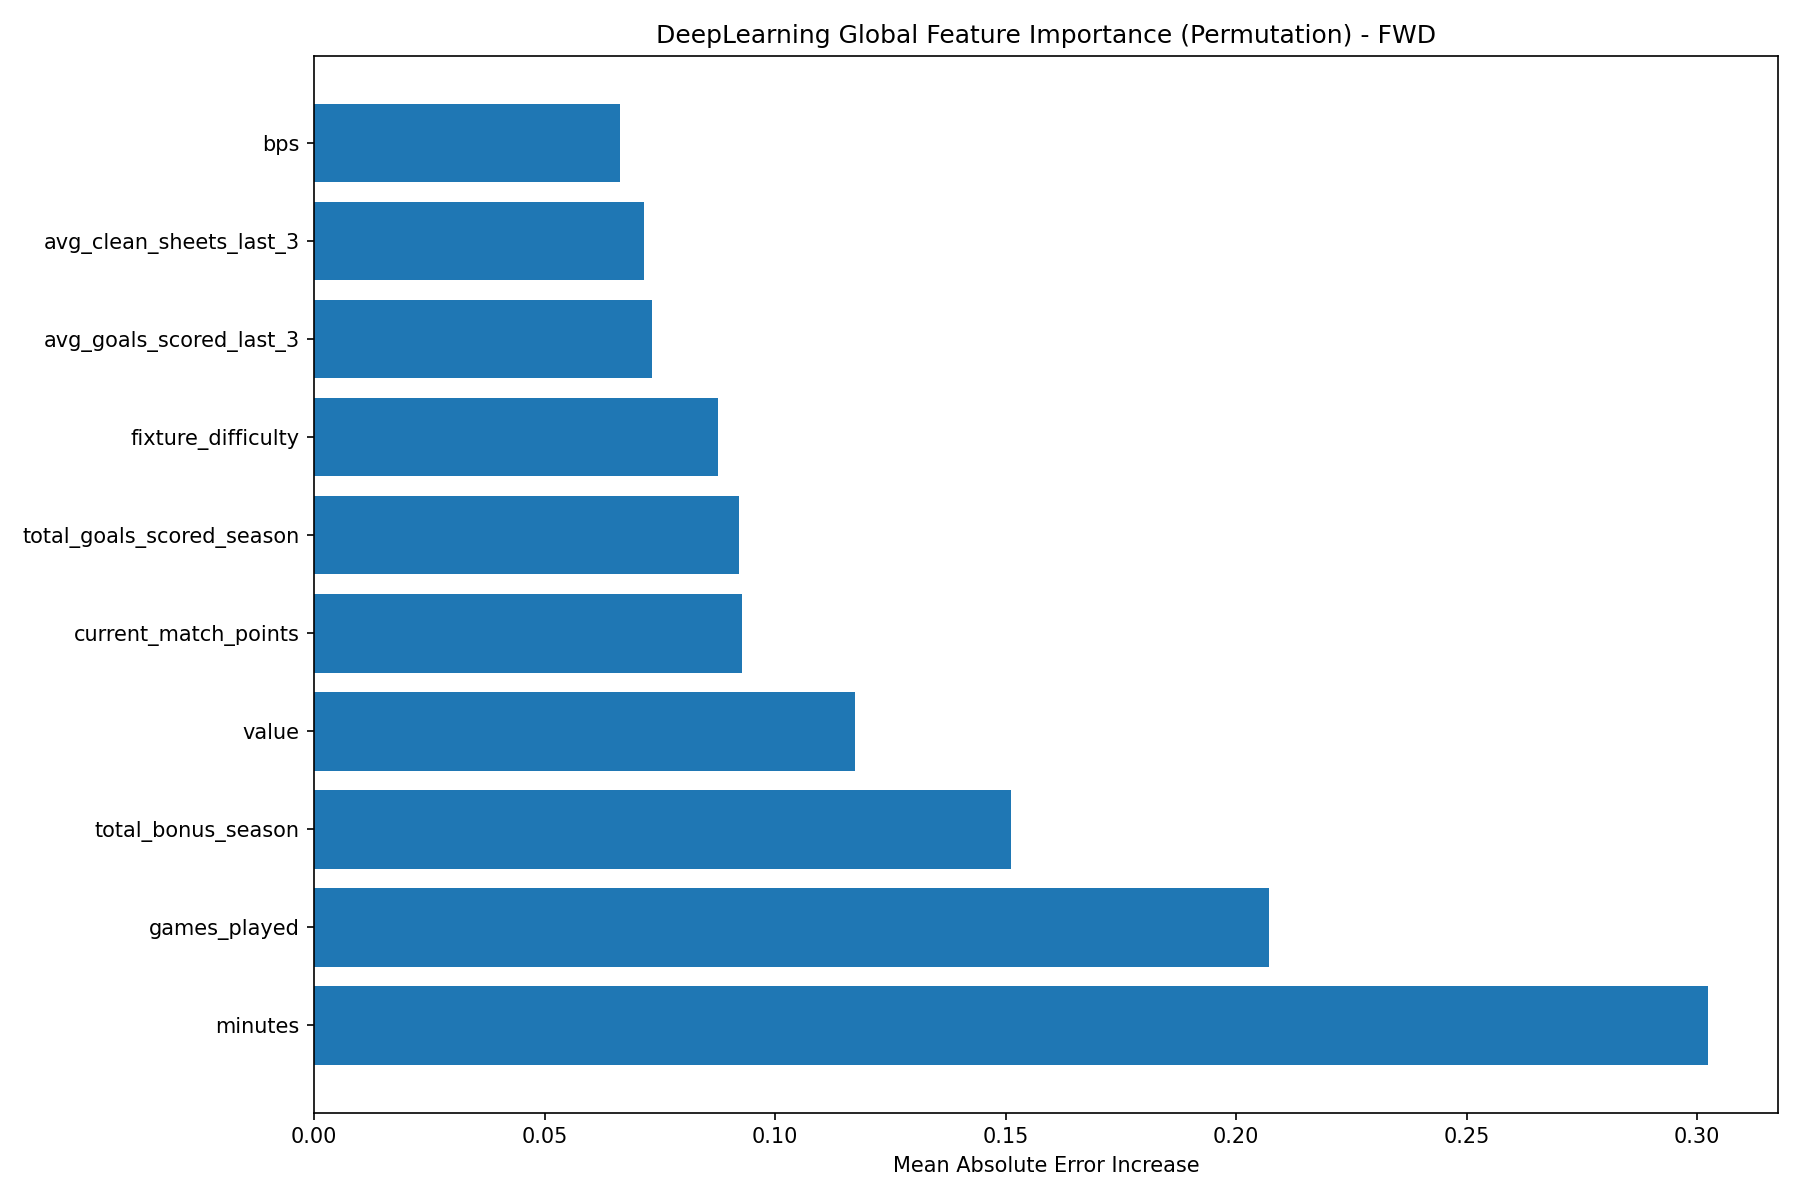 DeepLearning Global Feature Importance (Permutation) - FWD
bps
avg_clean_sheets_last_3
avg_goals_scored_last_3
fixture_difficulty
total_goals_scored_season
current_match_points
value
total_bonus_season
games_played
minutes
0.00 0.05 0.10 0.15 0.20 0.25 0.30
Mean Absolute Error Increase